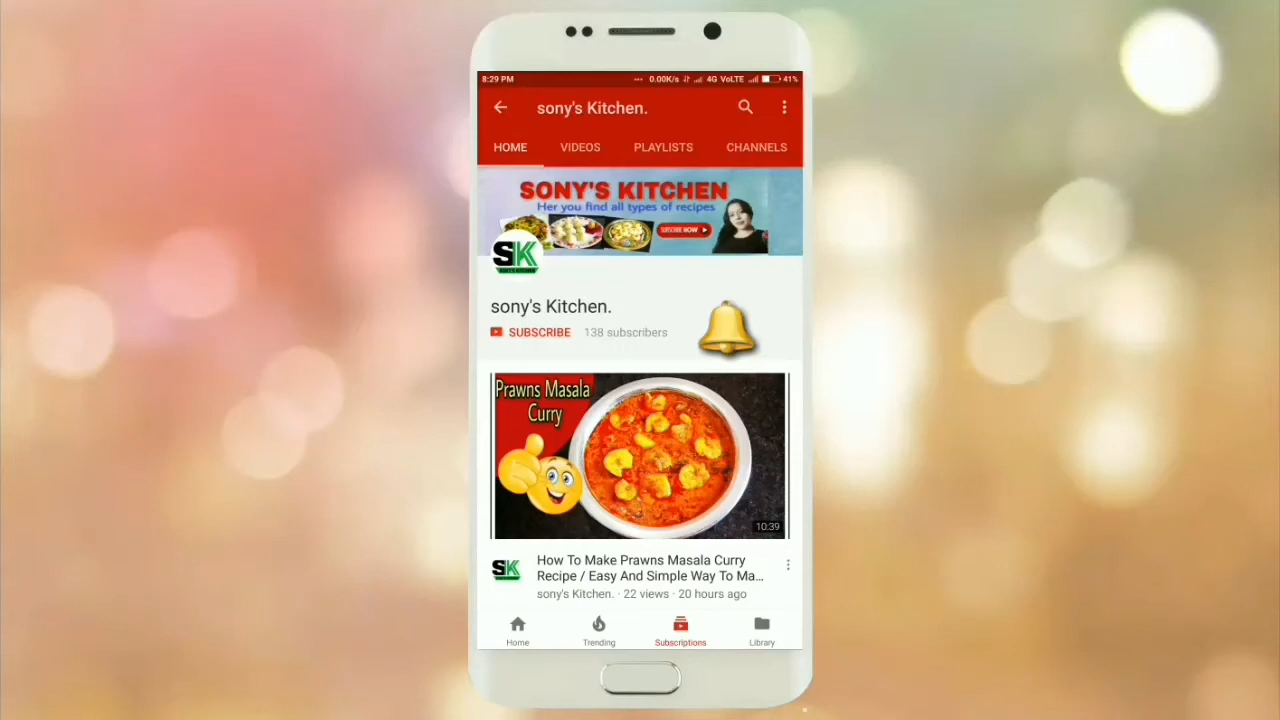 8:29 PM ... 0.00K/s 4G VoLTE 41%
sony's Kitchen.
HOME VIDEOS PLAYLISTS CHANNELS
SONY'S KITCHEN
Her you find all types of recipes
SUBSCRIBE NOW
SK
SONY'S KITCHEN
sony's Kitchen.
SUBSCRIBE 138 subscribers
Prawns Masala
Curry
10:39
SK
How To Make Prawns Masala Curry
Recipe / Easy And Simple Way To Ma...
sony's Kitchen. · 22 views · 20 hours ago
Home Trending Subscriptions Library